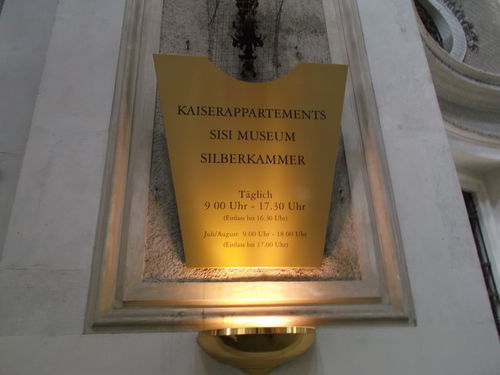 KAISERAPPARTEMENTS
SISI MUSEUM
SILBERKAMMER
Täglich
9 00 Uhr - 17.30 Uhr
(Einlass bis 16.30 Uhr)
Juli/August 9.00 Uhr - 18 00 Uhr
(Einlass bis 17.00 Uhr)